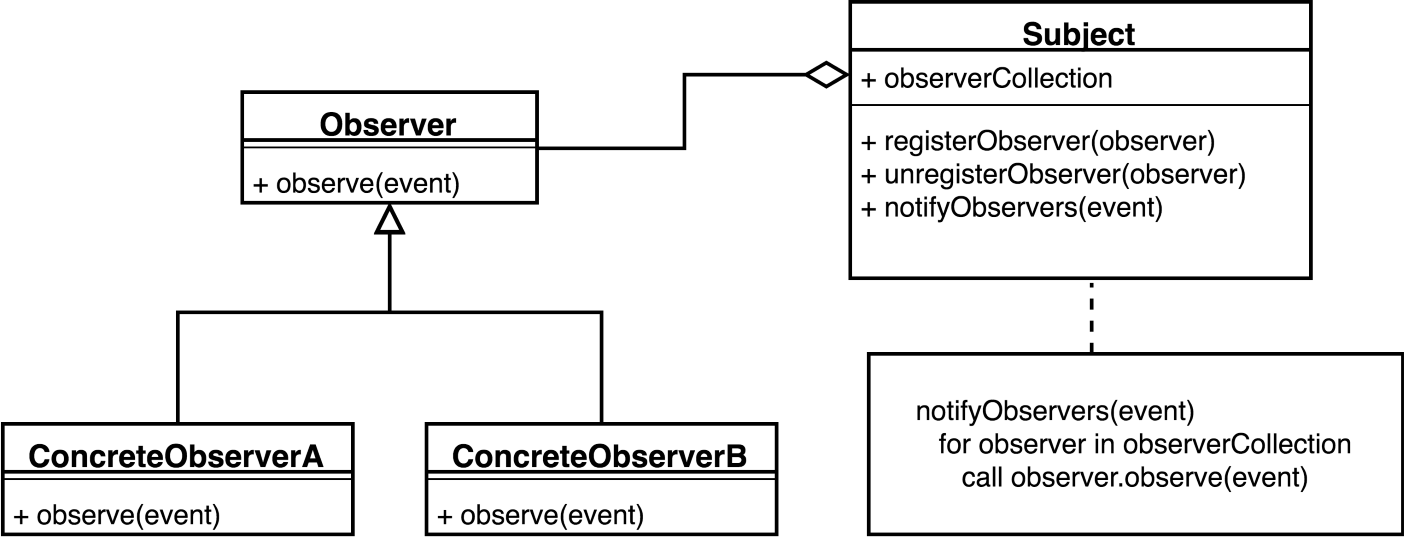 Subject
+ observerCollection
+ registerObserver(observer)
+ unregisterObserver(observer)
+ notifyObservers(event)
Observer
+ observe(event)
ConcreteObserverA
+ observe(event)
ConcreteObserverB
+ observe(event)
notifyObservers(event)
for observer in observerCollection
call observer.observe(event)